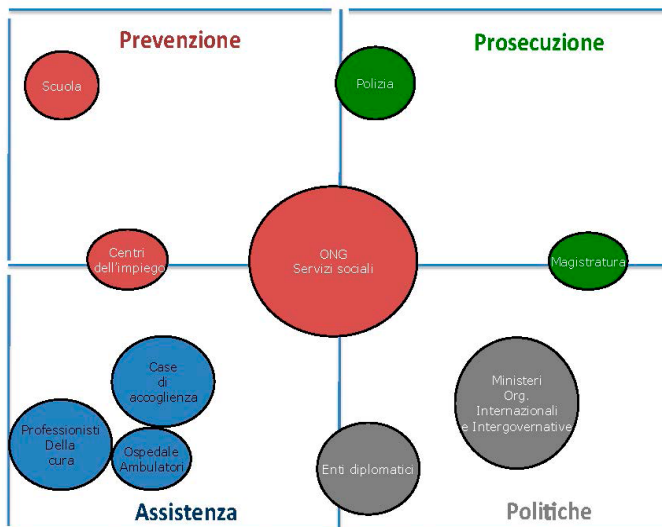 Prevenzione
Prosecuzione
Scuola
Polizia
Centri
dell'impiego
ONG
Servizi sociali
Magistratura
Case
di
accoglienza
Ministeri
Org.
Internazionali
e Intergovernative
Professionisti
Della
cura
Ospedale
Ambulatori
Enti diplomatici
Assistenza
Politiche